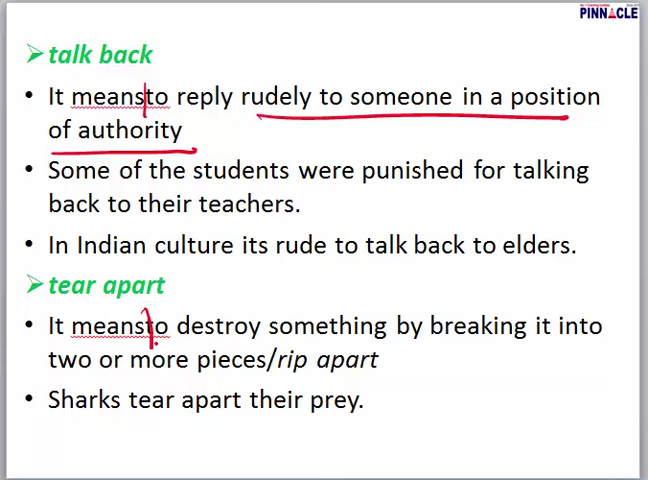 PINNACLE
talk back
It meansto reply rudely to someone in a position
of authority
Some of the students were punished for talking
back to their teachers.
In Indian culture its rude to talk back to elders.
tear apart
It meansto destroy something by breaking it into
two or more pieces/rip apart
Sharks tear apart their prey.